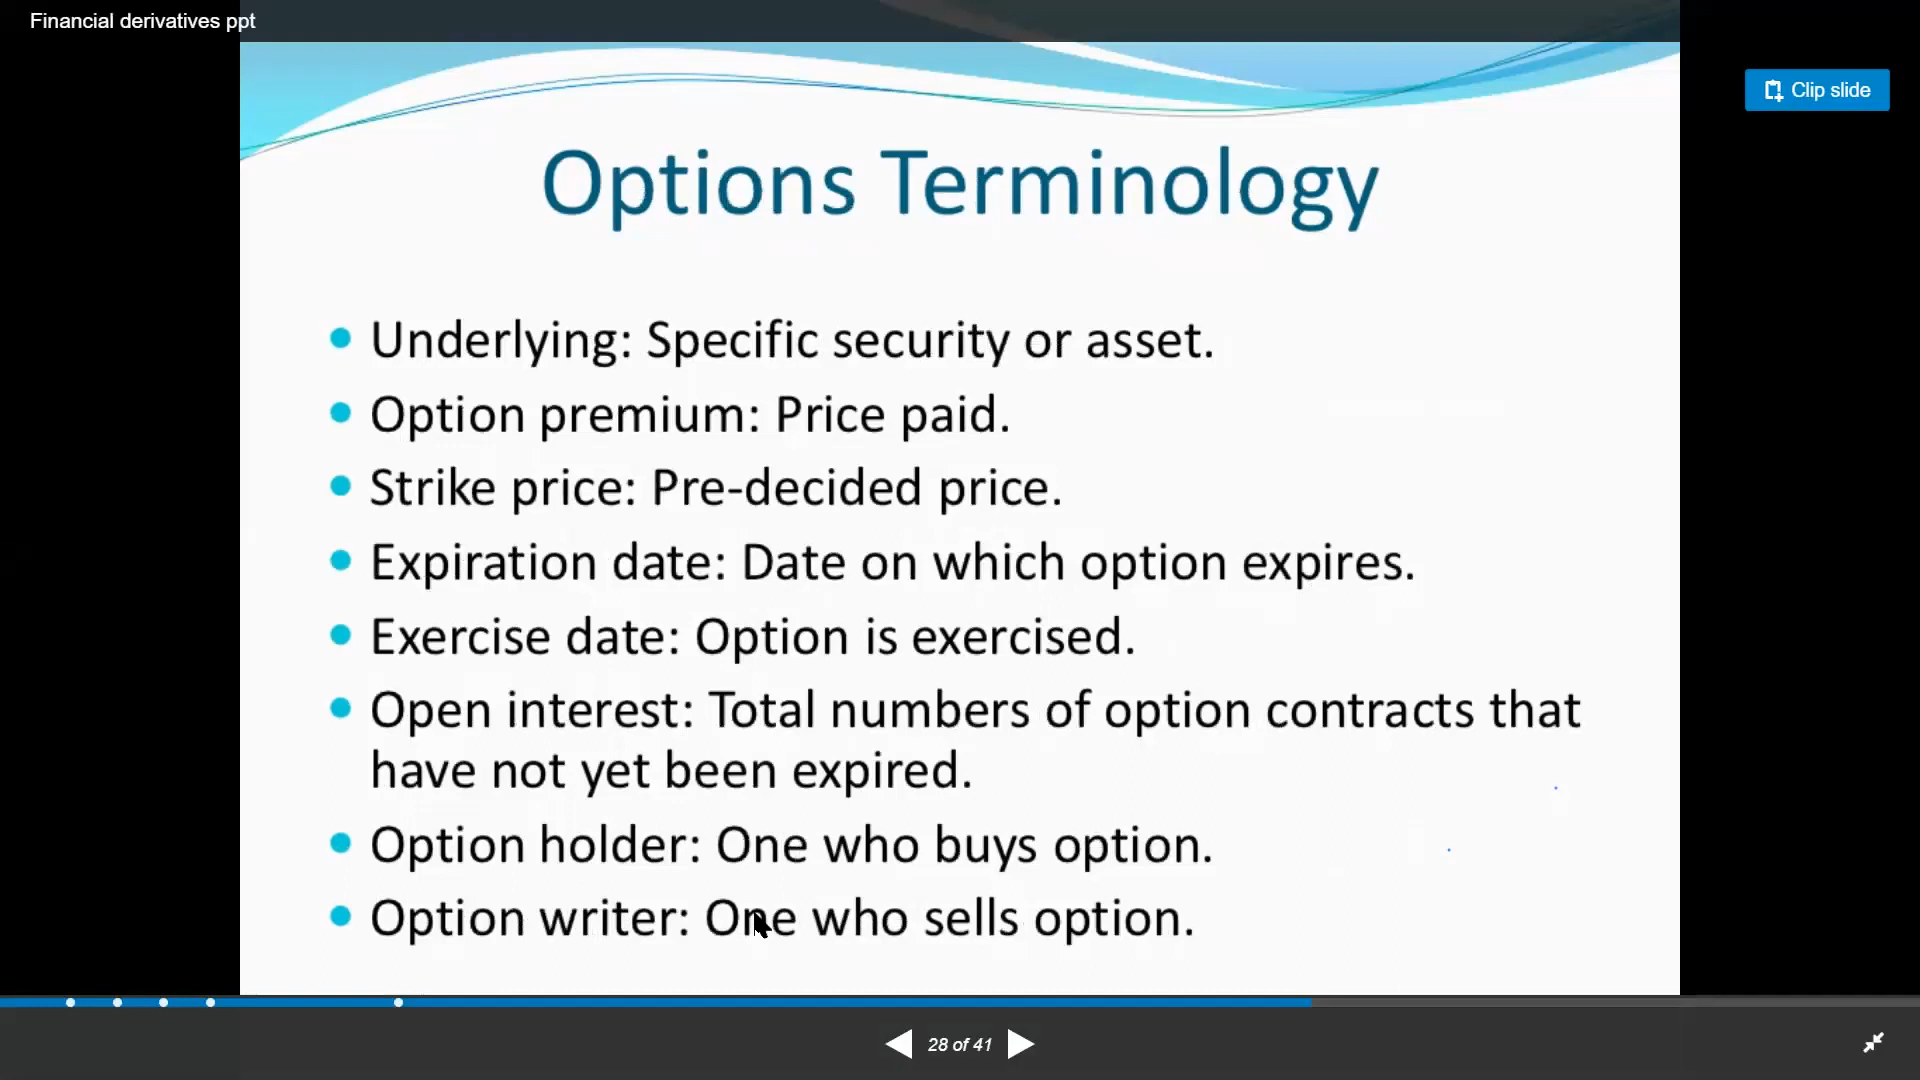 Financial derivatives ppt
Clip slide
Options Terminology
Underlying: Specific security or asset.
Option premium: Price paid.
Strike price: Pre-decided price.
Expiration date: Date on which option expires.
Exercise date: Option is exercised.
Open interest: Total numbers of option contracts that
have not yet been expired.
Option holder: One who buys option.
Option writer: One who sells option.
28 of 41